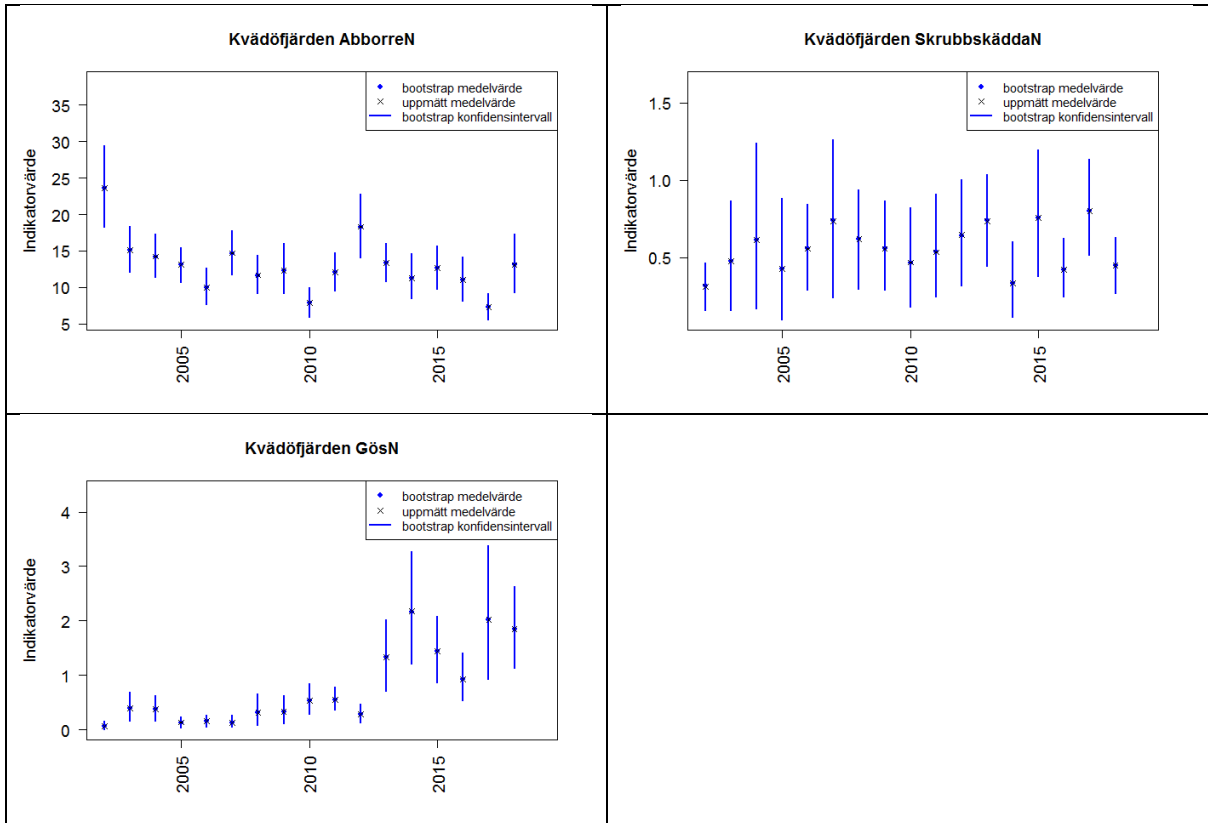 Kvädöfjärden AbborreN
bootstrap medelvärde
uppmätt medelvärde
bootstrap konfidensintervall
Indikatorvärde
35
30
25
20
15
10
5
2005
2010
2015
Kvädöfjärden SkrubbskäddaN
bootstrap medelvärde
uppmätt medelvärde
bootstrap konfidensintervall
Indikatorvärde
1.5
1.0
0.5
2005
2010
2015
Kvädöfjärden GösN
bootstrap medelvärde
uppmätt medelvärde
bootstrap konfidensintervall
Indikatorvärde
4
3
2
1
0
2005
2010
2015